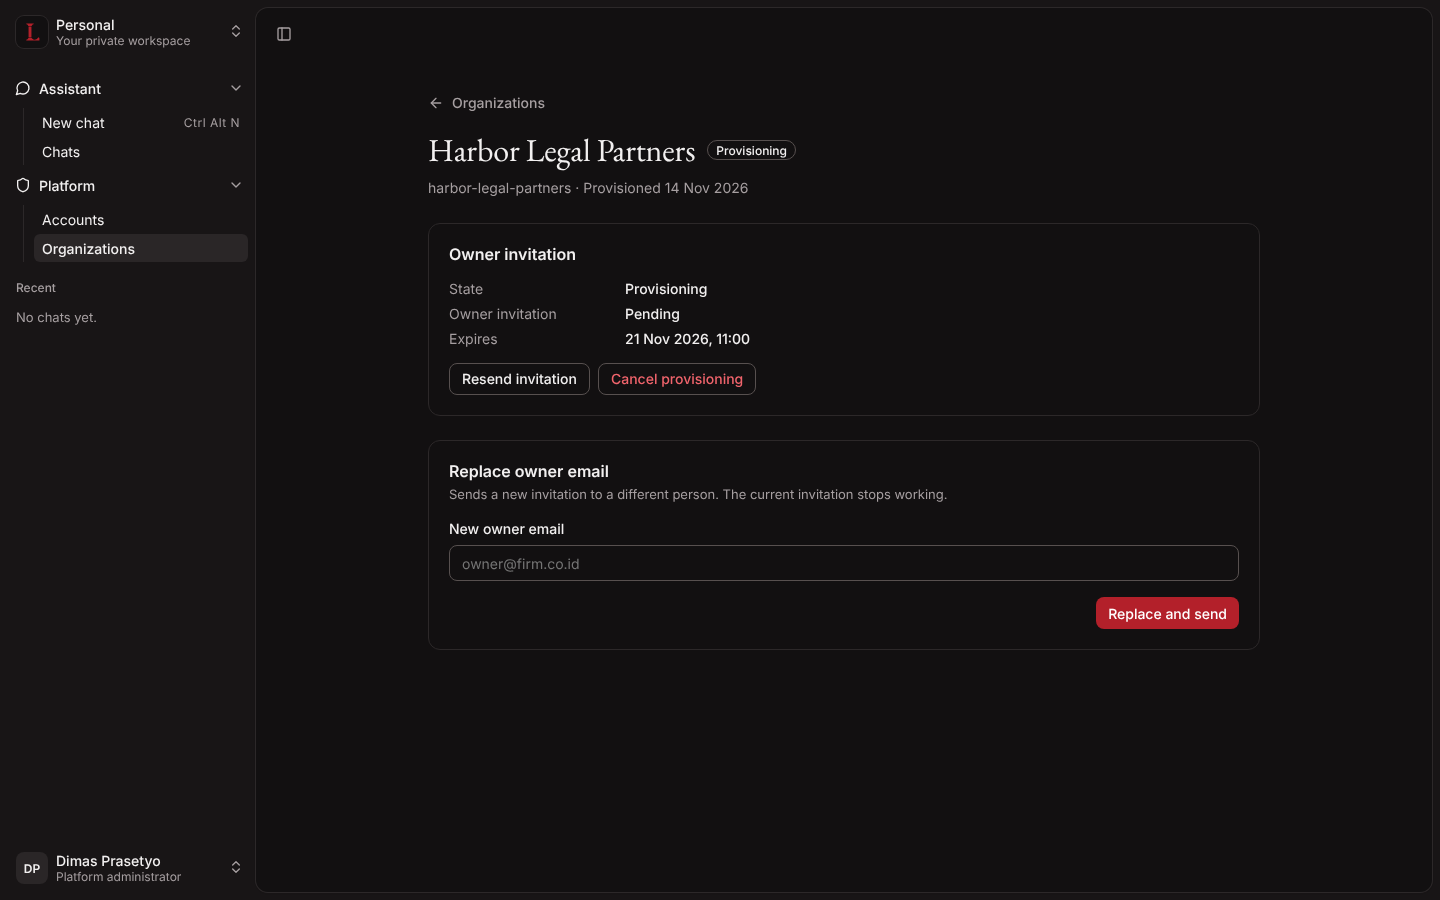 L
Personal
Your private workspace
Assistant
New chat Ctrl Alt N
Chats
Platform
Accounts
Organizations
Recent
No chats yet.
DP
Dimas Prasetyo
Platform administrator
Organizations
Harbor Legal Partners Provisioning
harbor-legal-partners · Provisioned 14 Nov 2026
Owner invitation
State Provisioning
Owner invitation Pending
Expires 21 Nov 2026, 11:00
Resend invitation Cancel provisioning
Replace owner email
Sends a new invitation to a different person. The current invitation stops working.
New owner email
owner@firm.co.id
Replace and send